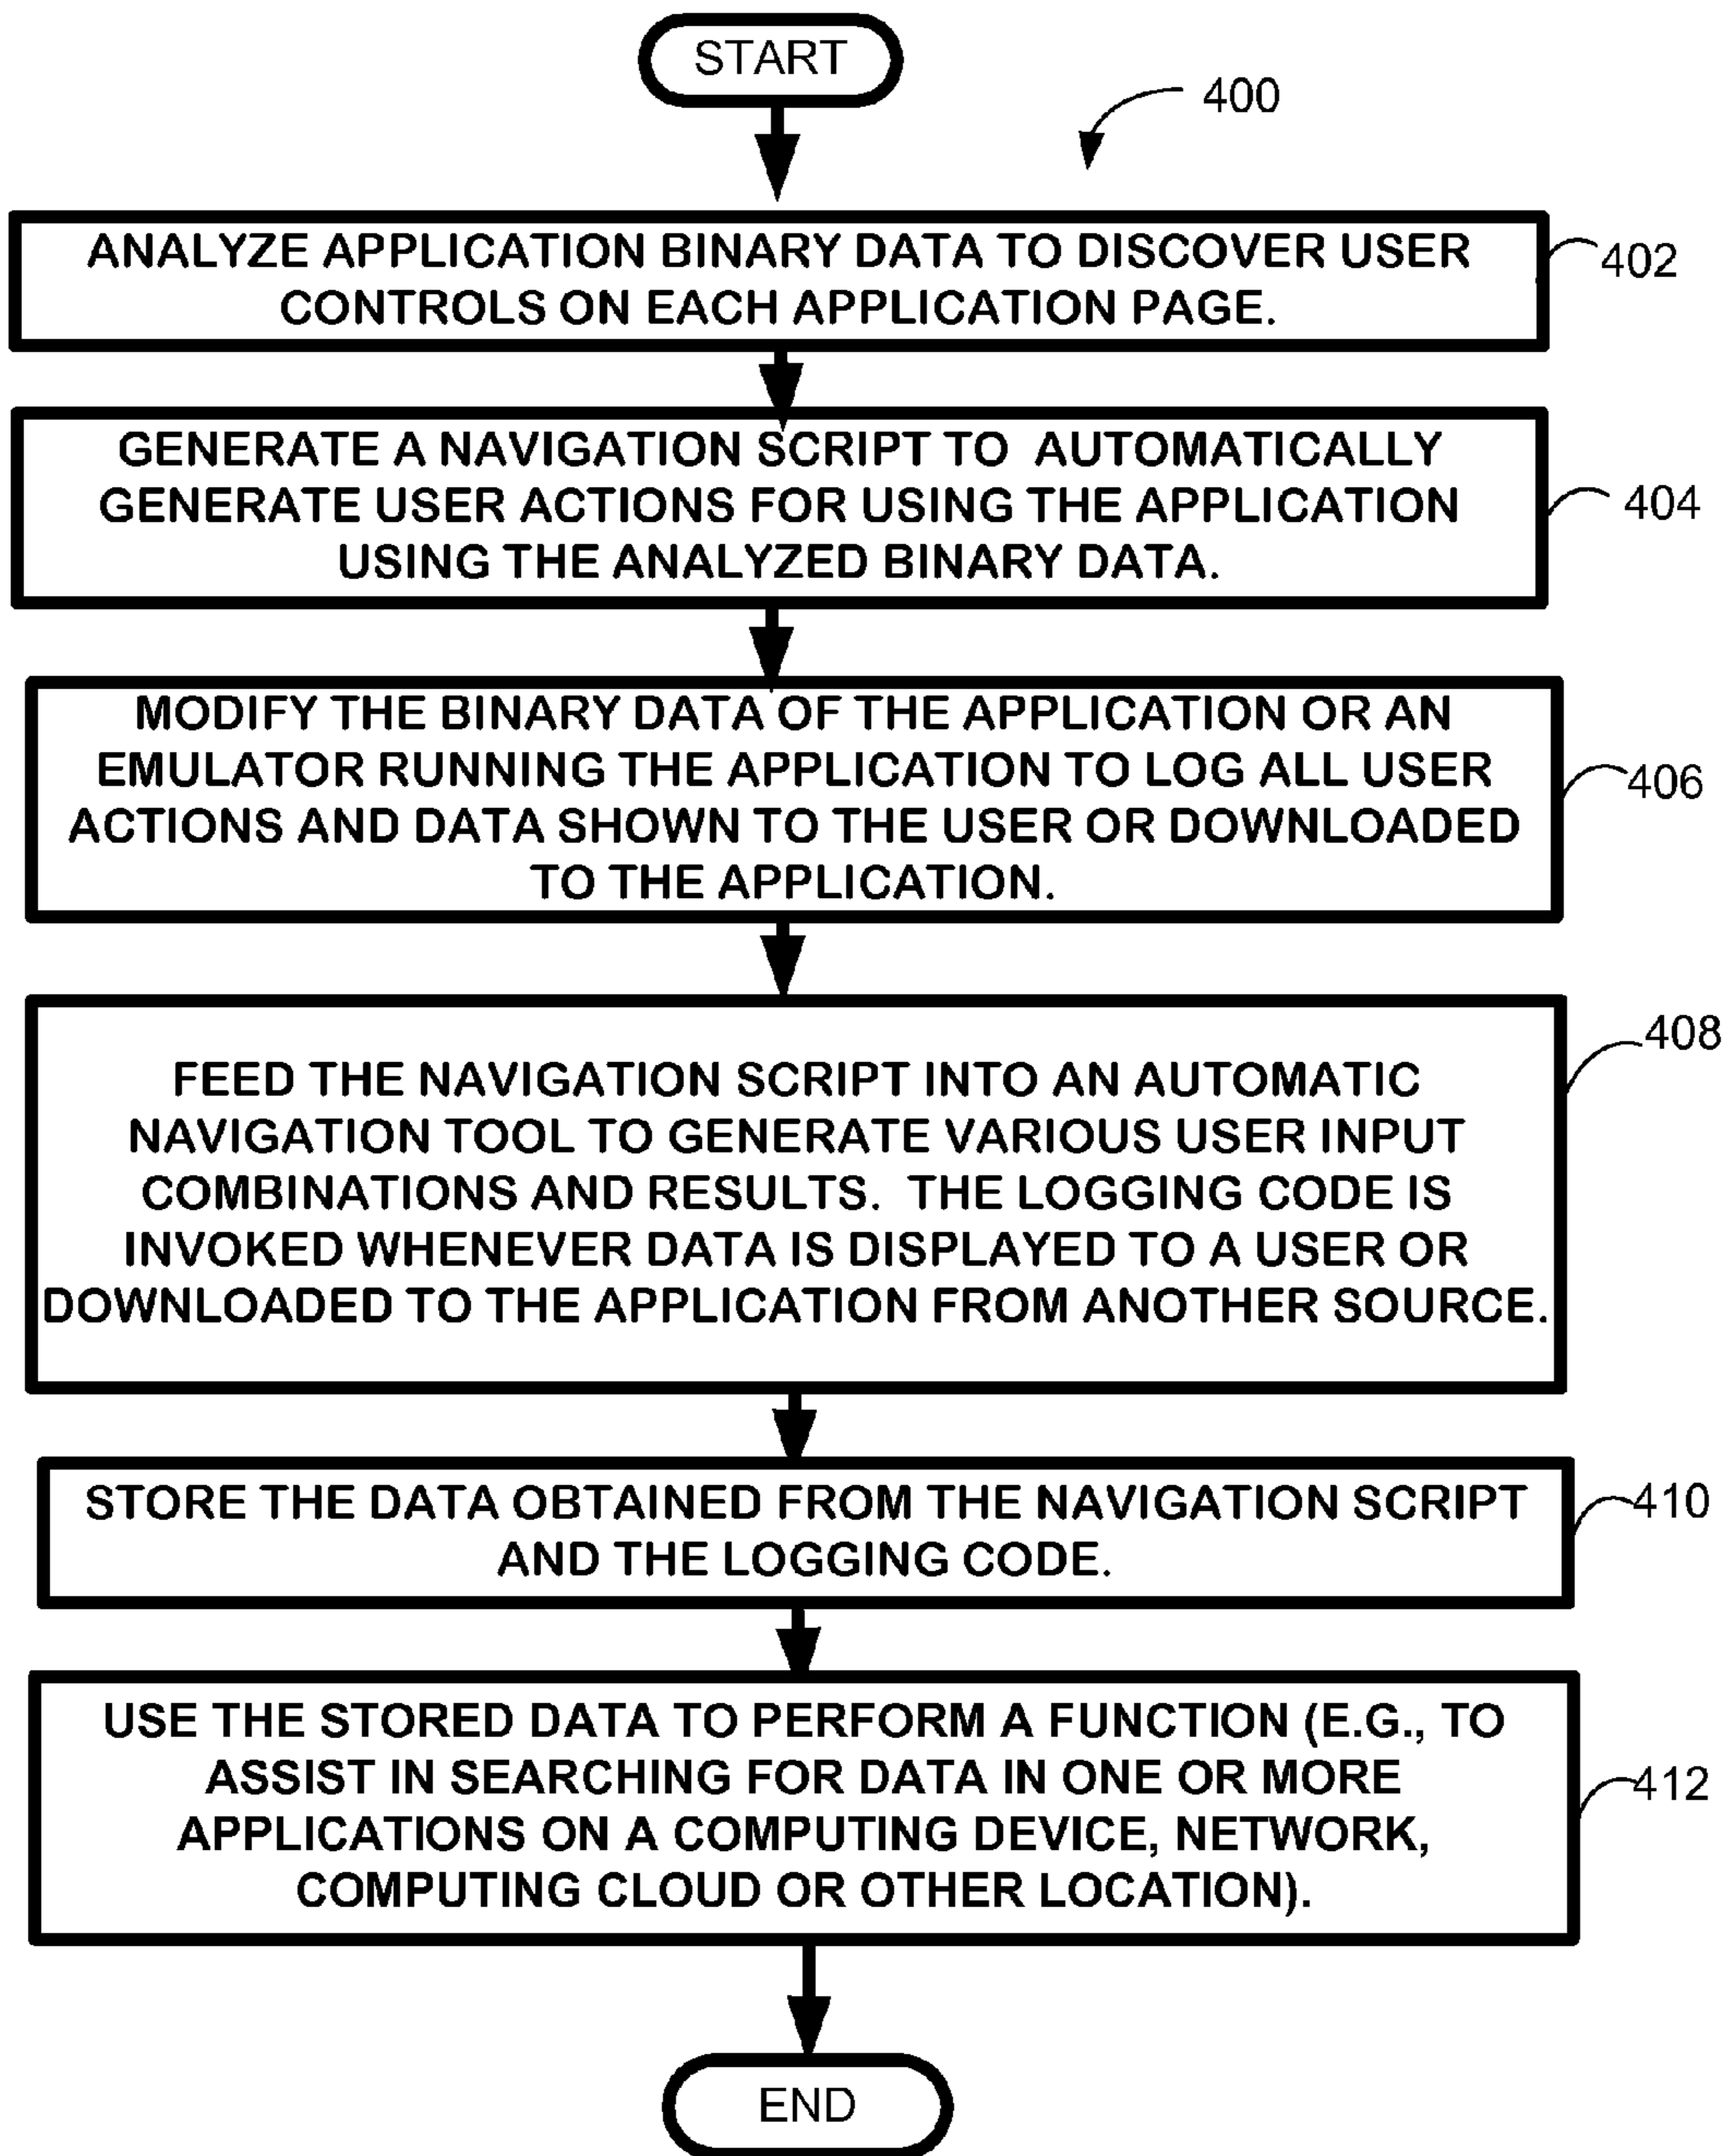 START
400
ANALYZE APPLICATION BINARY DATA TO DISCOVER USER
CONTROLS ON EACH APPLICATION PAGE.
402
GENERATE A NAVIGATION SCRIPT TO AUTOMATICALLY
GENERATE USER ACTIONS FOR USING THE APPLICATION
USING THE ANALYZED BINARY DATA.
404
MODIFY THE BINARY DATA OF THE APPLICATION OR AN
EMULATOR RUNNING THE APPLICATION TO LOG ALL USER
ACTIONS AND DATA SHOWN TO THE USER OR DOWNLOADED
TO THE APPLICATION.
406
FEED THE NAVIGATION SCRIPT INTO AN AUTOMATIC
NAVIGATION TOOL TO GENERATE VARIOUS USER INPUT
COMBINATIONS AND RESULTS. THE LOGGING CODE IS
INVOKED WHENEVER DATA IS DISPLAYED TO A USER OR
DOWNLOADED TO THE APPLICATION FROM ANOTHER SOURCE.
408
STORE THE DATA OBTAINED FROM THE NAVIGATION SCRIPT
AND THE LOGGING CODE.
410
USE THE STORED DATA TO PERFORM A FUNCTION (E.G., TO
ASSIST IN SEARCHING FOR DATA IN ONE OR MORE
APPLICATIONS ON A COMPUTING DEVICE, NETWORK,
COMPUTING CLOUD OR OTHER LOCATION).
412
END